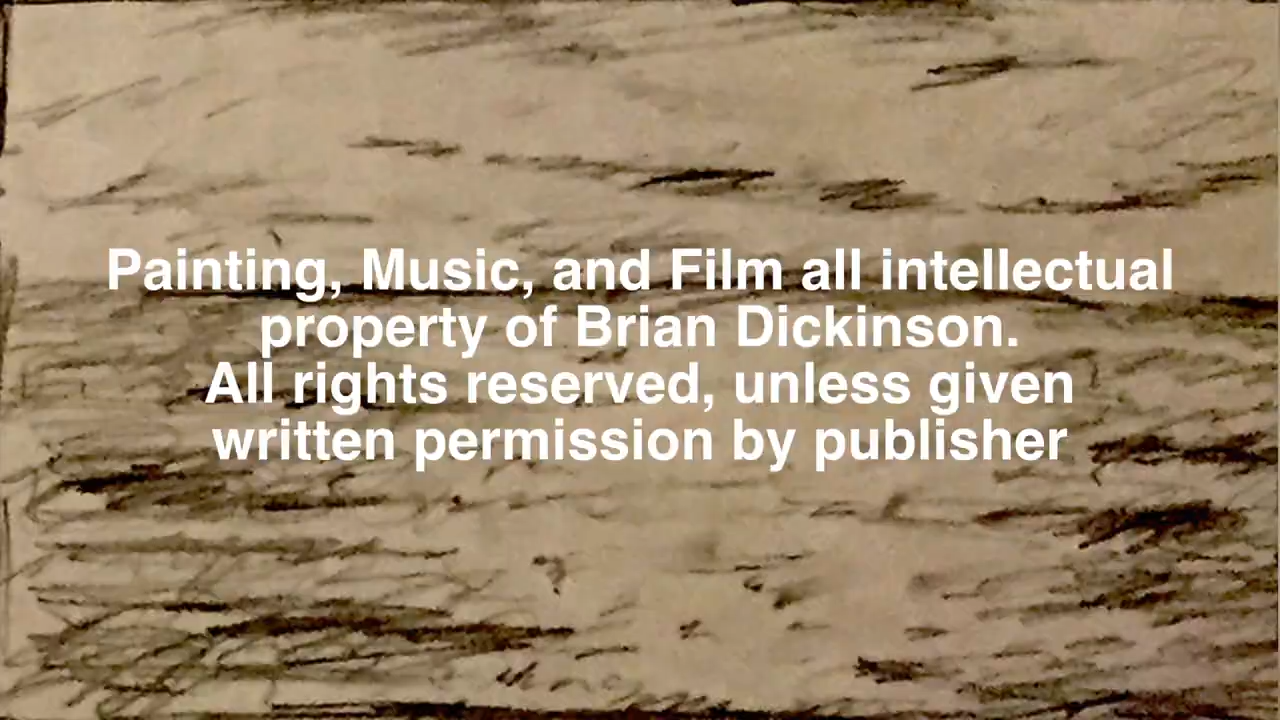 Painting, Music, and Film all intellectual
property of Brian Dickinson.
All rights reserved, unless given
written permission by publisher